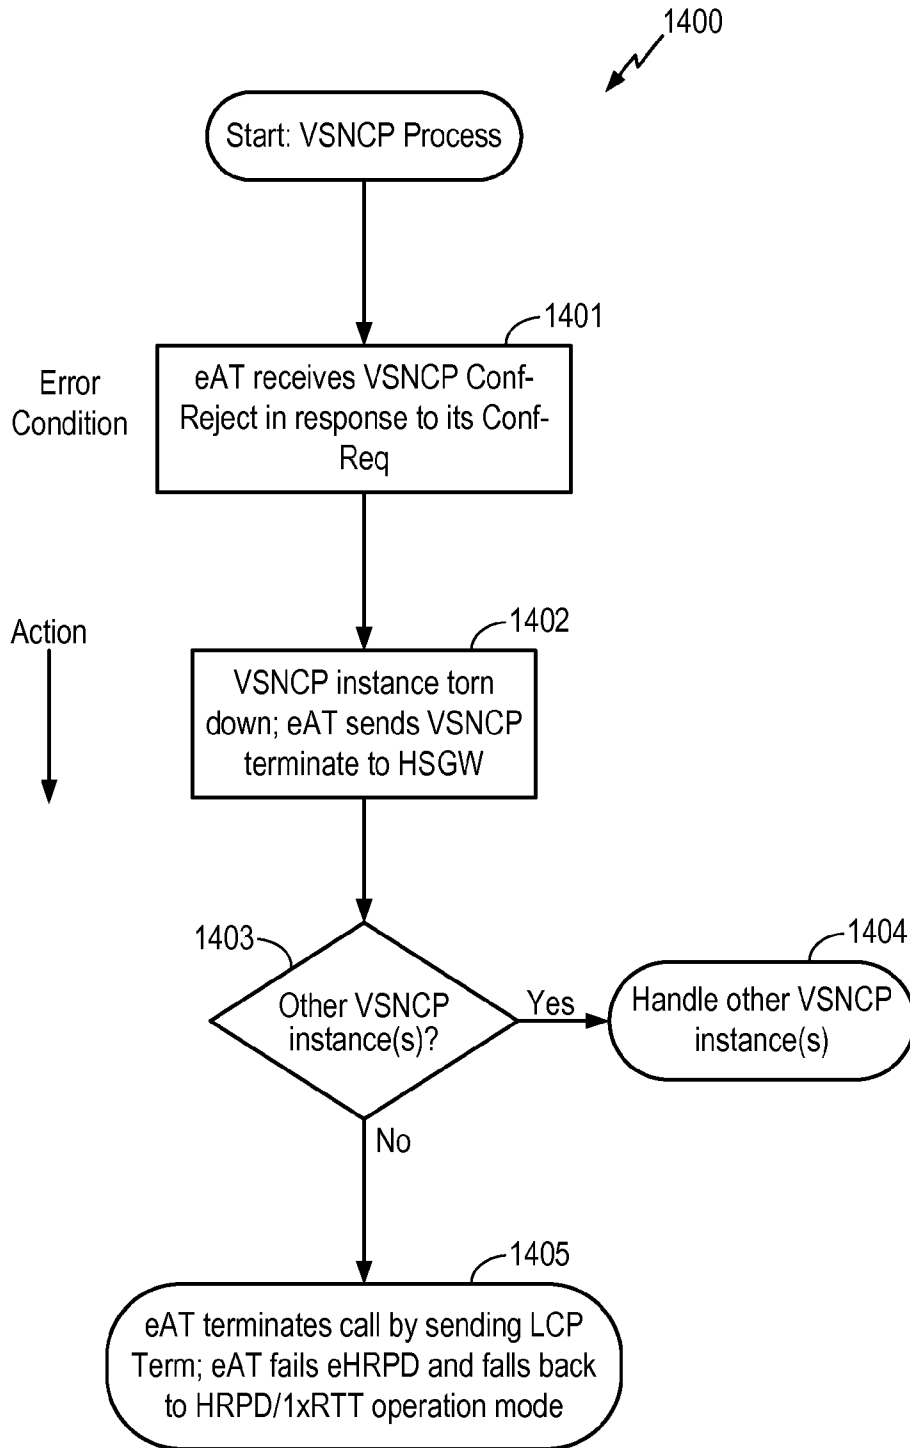 1400
Start: VSNCP Process
1401
Error
Condition
eAT receives VSNCP Conf-
Reject in response to its Conf-
Req
Action
1402
VSNCP instance torn
down; eAT sends VSNCP
terminate to HSGW
1403
Other VSNCP
instance(s)?
Yes
1404
Handle other VSNCP
instance(s)
No
1405
eAT terminates call by sending LCP
Term; eAT fails eHRPD and falls back
to HRPD/1xRTT operation mode